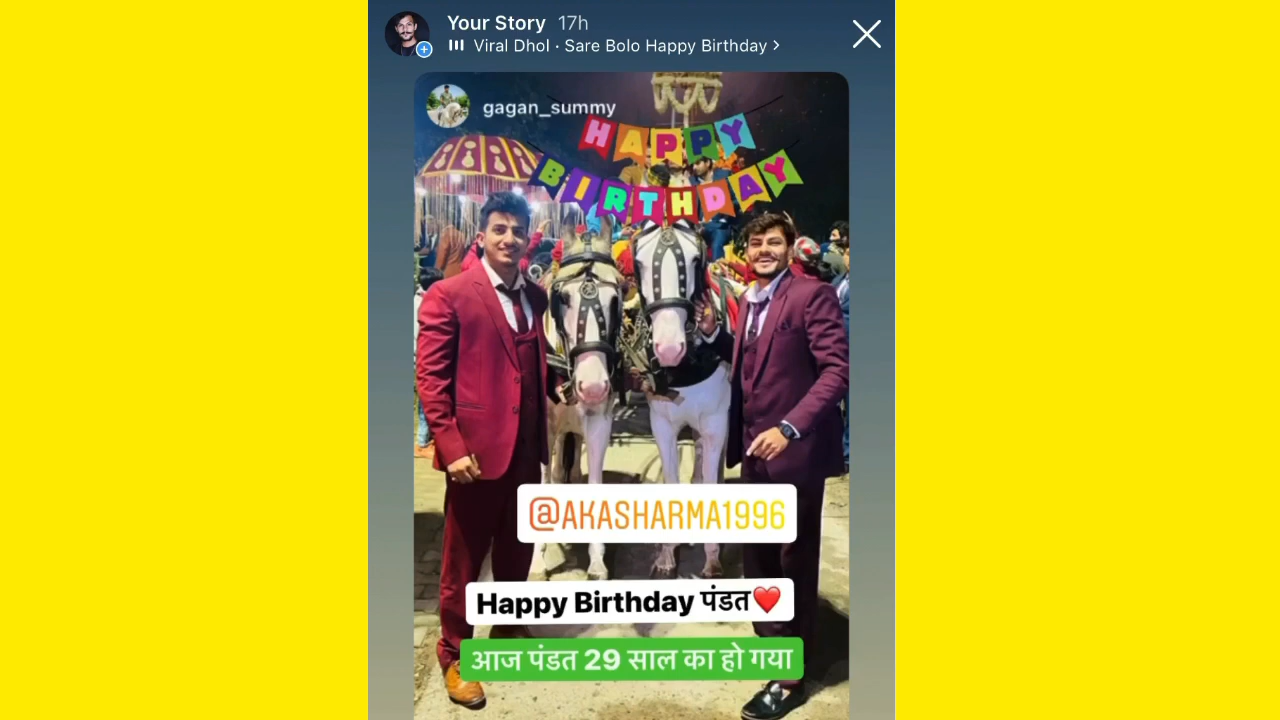 Your Story 17h
Viral Dhol · Sare Bolo Happy Birthday >
gagan_summy
HAPPY
BIRTHDAY
@AKASHARMA1996
Happy Birthday पंडत❤️
आज पंडत 29 साल का हो गया